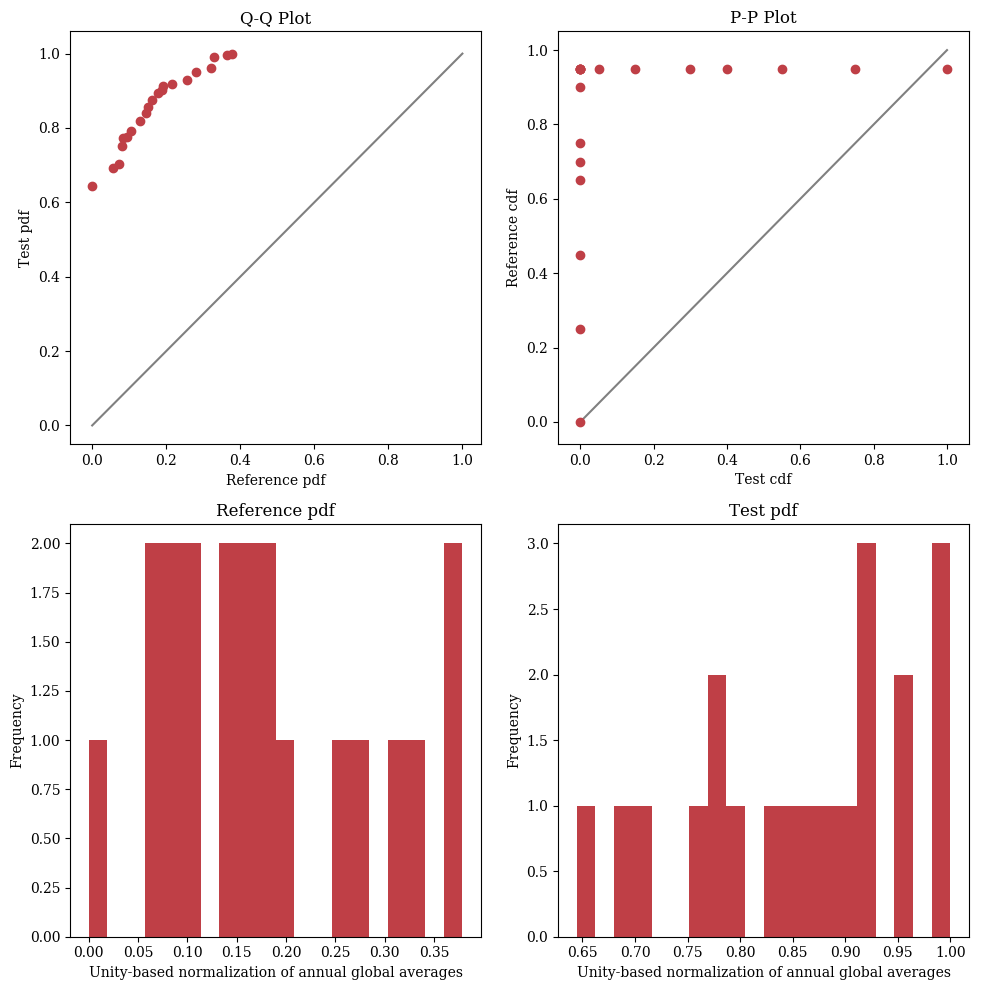 Q-Q Plot
1.0
0.8
0.6
0.4
0.2
0.0
Test pdf
0.0 0.2 0.4 0.6 0.8 1.0
Reference pdf
P-P Plot
1.0
0.8
0.6
0.4
0.2
0.0
Reference cdf
0.0 0.2 0.4 0.6 0.8 1.0
Test cdf
Reference pdf
2.00
1.75
1.50
1.25
1.00
0.75
0.50
0.25
0.00
Frequency
0.00 0.05 0.10 0.15 0.20 0.25 0.30 0.35
Unity-based normalization of annual global averages
Test pdf
3.0
2.5
2.0
1.5
1.0
0.5
0.0
Frequency
0.65 0.70 0.75 0.80 0.85 0.90 0.95 1.00
Unity-based normalization of annual global averages